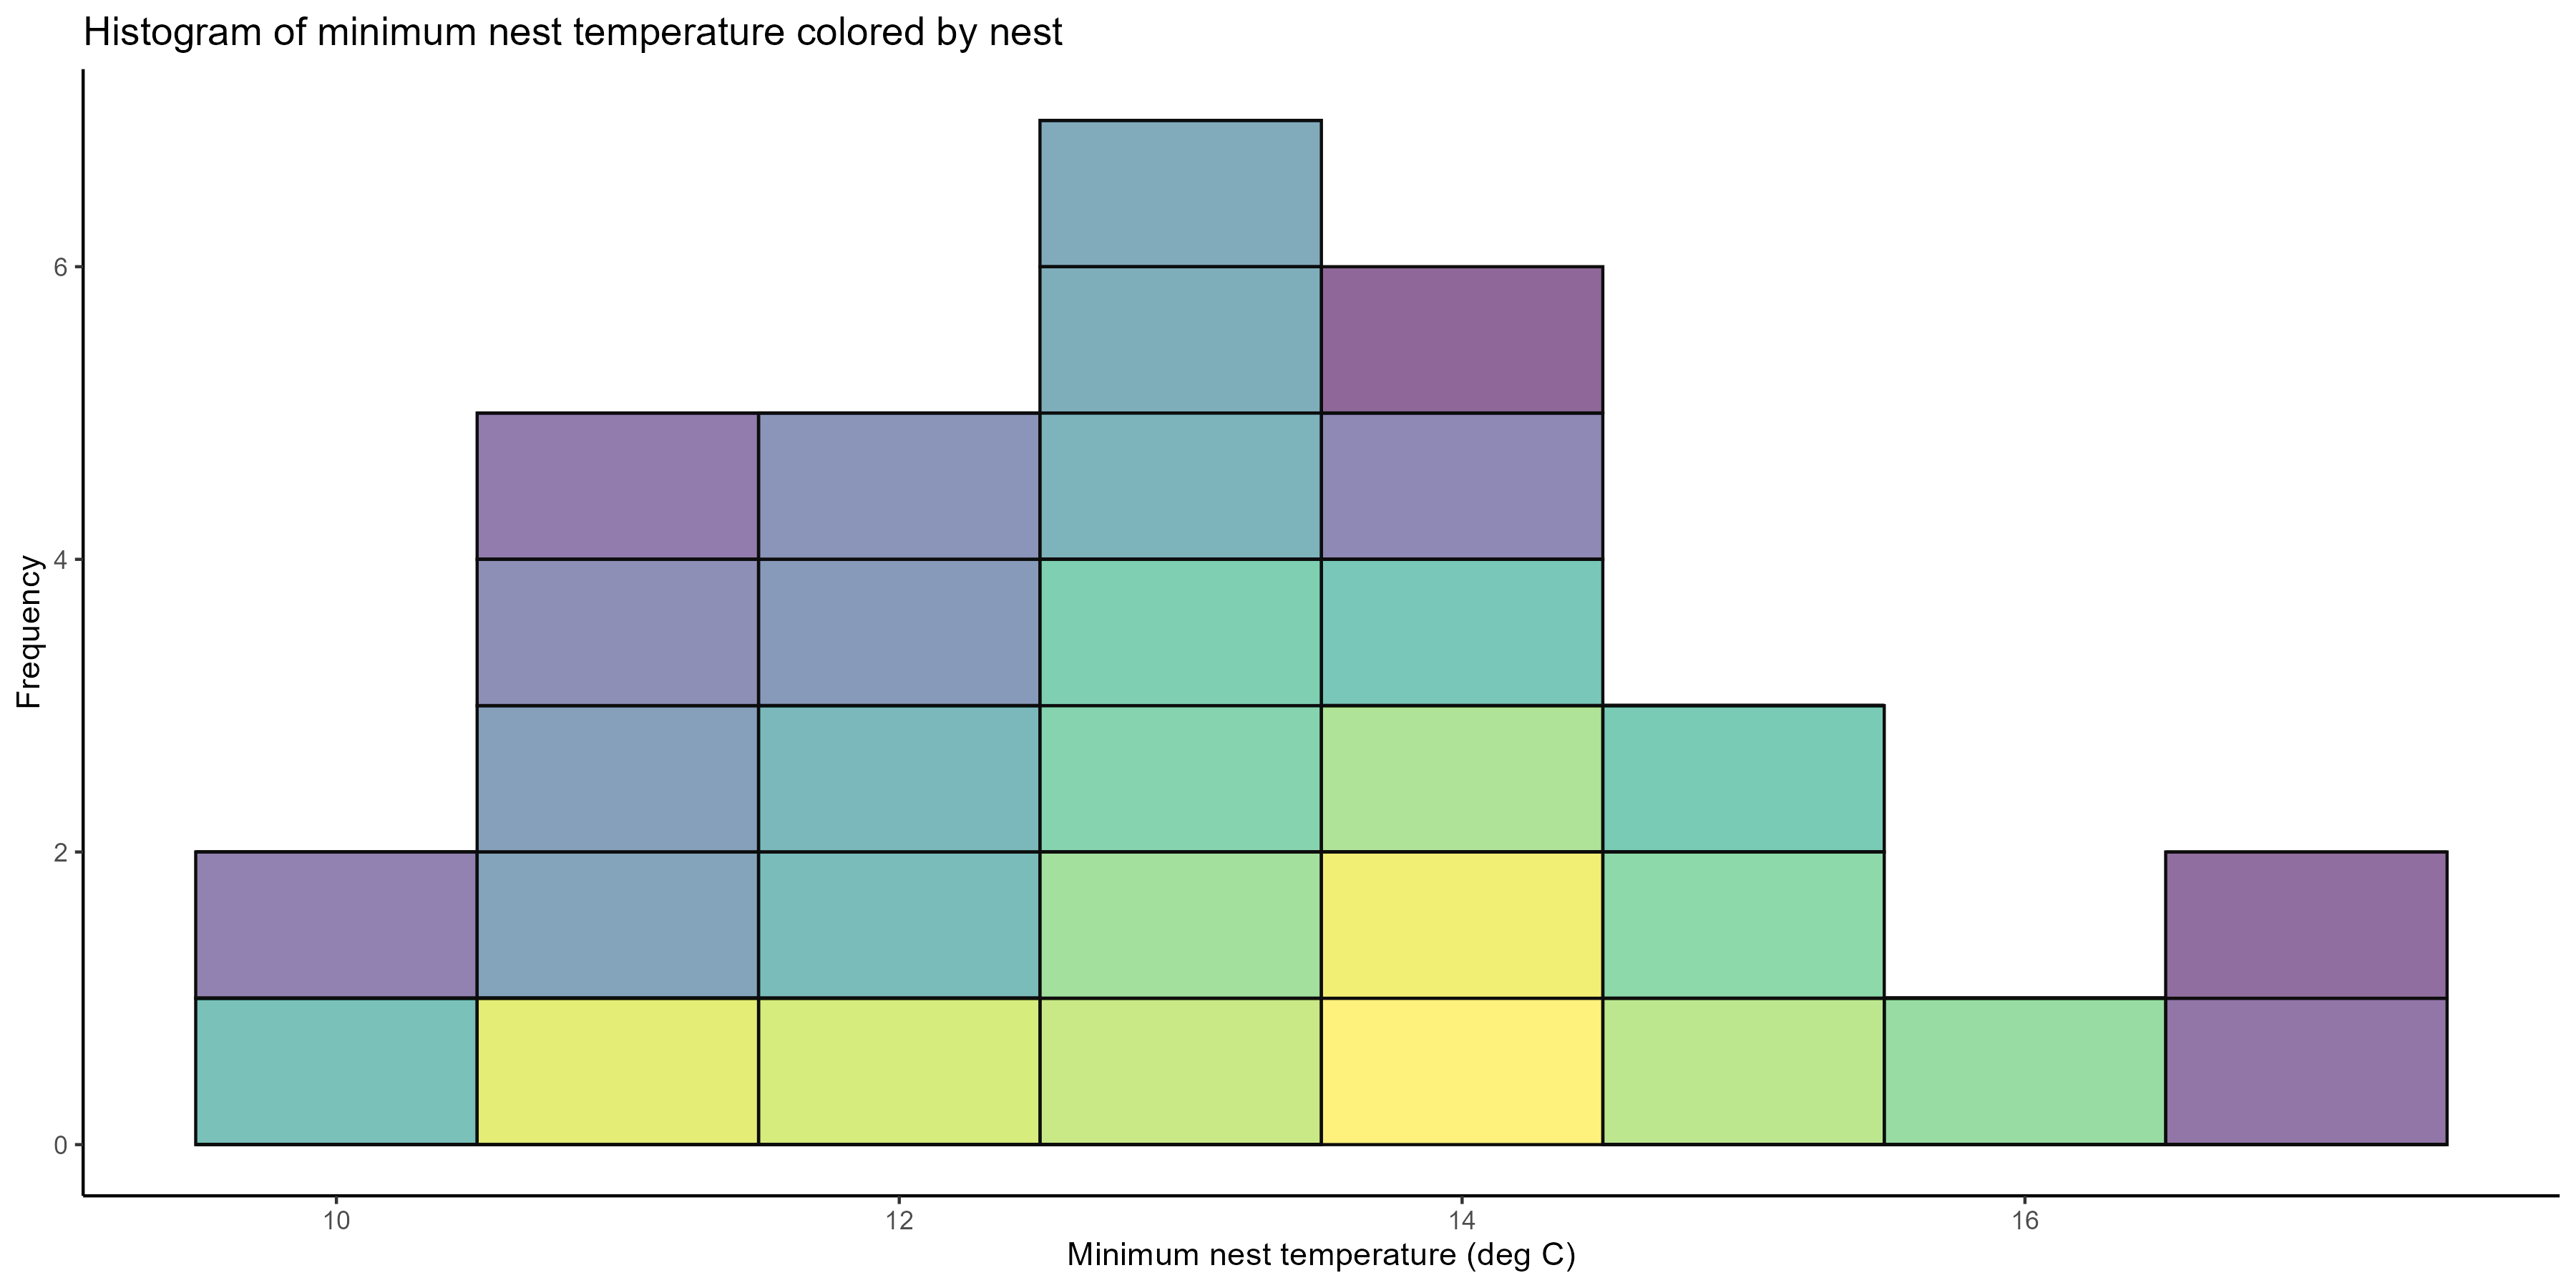 Histogram of minimum nest temperature colored by nest
Frequency
6
4
2
0
10 12 14 16
Minimum nest temperature (deg C)